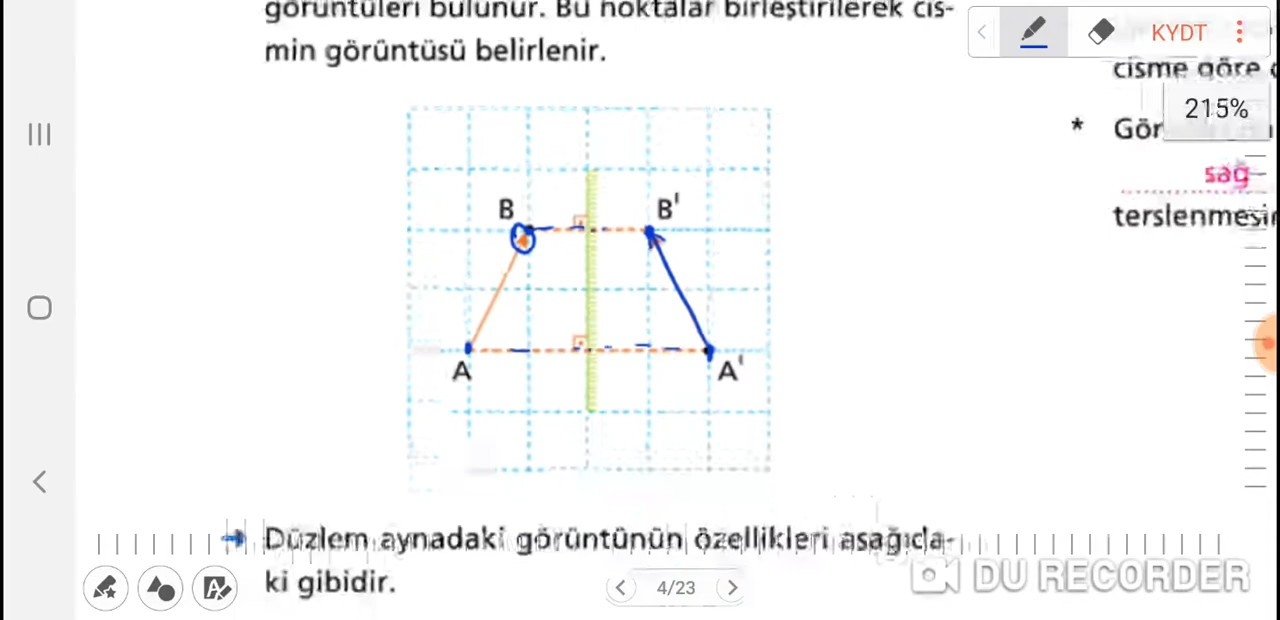 görüntüleri bulunur. Bu noktalar birleştirilerek cis-
min görüntüsü belirlenir.
KYDT
cisme göre
215%
* Gör
sağ
terslenmesin
B
B'
A
A'
→ Düzlem aynadaki görüntünün özellikleri aşağıda-
ki gibidir.
4/23
DU RECORDER